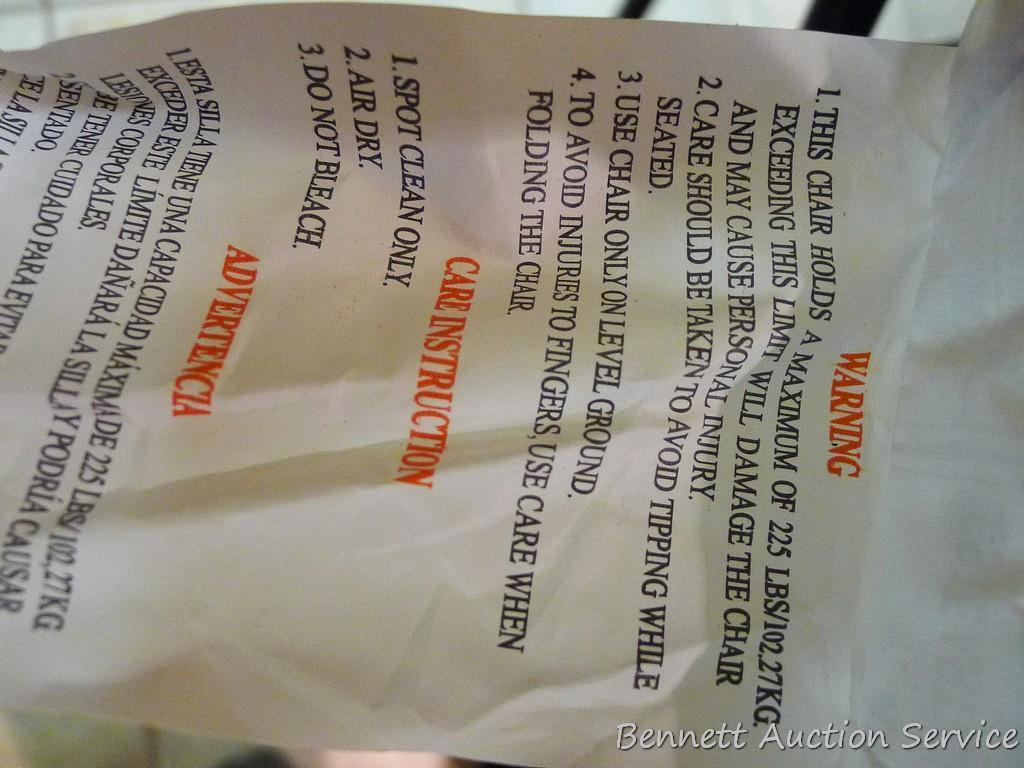 WARNING
1. THIS CHAIR HOLDS A MAXIMUM OF 225 LBS/102,27KG.
EXCEEDING THIS LIMIT WILL DAMAGE THE CHAIR
AND MAY CAUSE PERSONAL INJURY.
2. CARE SHOULD BE TAKEN TO AVOID TIPPING WHILE
SEATED.
3. USE CHAIR ONLY ON LEVEL GROUND.
4. TO AVOID INJURIES TO FINGERS, USE CARE WHEN
FOLDING THE CHAIR.
CARE INSTRUCTION
1. SPOT CLEAN ONLY.
2. AIR DRY.
3. DO NOT BLEACH.
ADVERTENCIA
1. ESTA SILLA TIENE UNA CAPACIDAD MÁXIMA DE 225 LBS/102,27KG
EXCEDER ESTE LÍMITE DAÑARÁ LA SILLA Y PODRÍA CAUSAR
LESIONES CORPORALES.
TENER CUIDADO PARA EVITAR
SENTADO.
LA SILLA
Bennett Auction Service